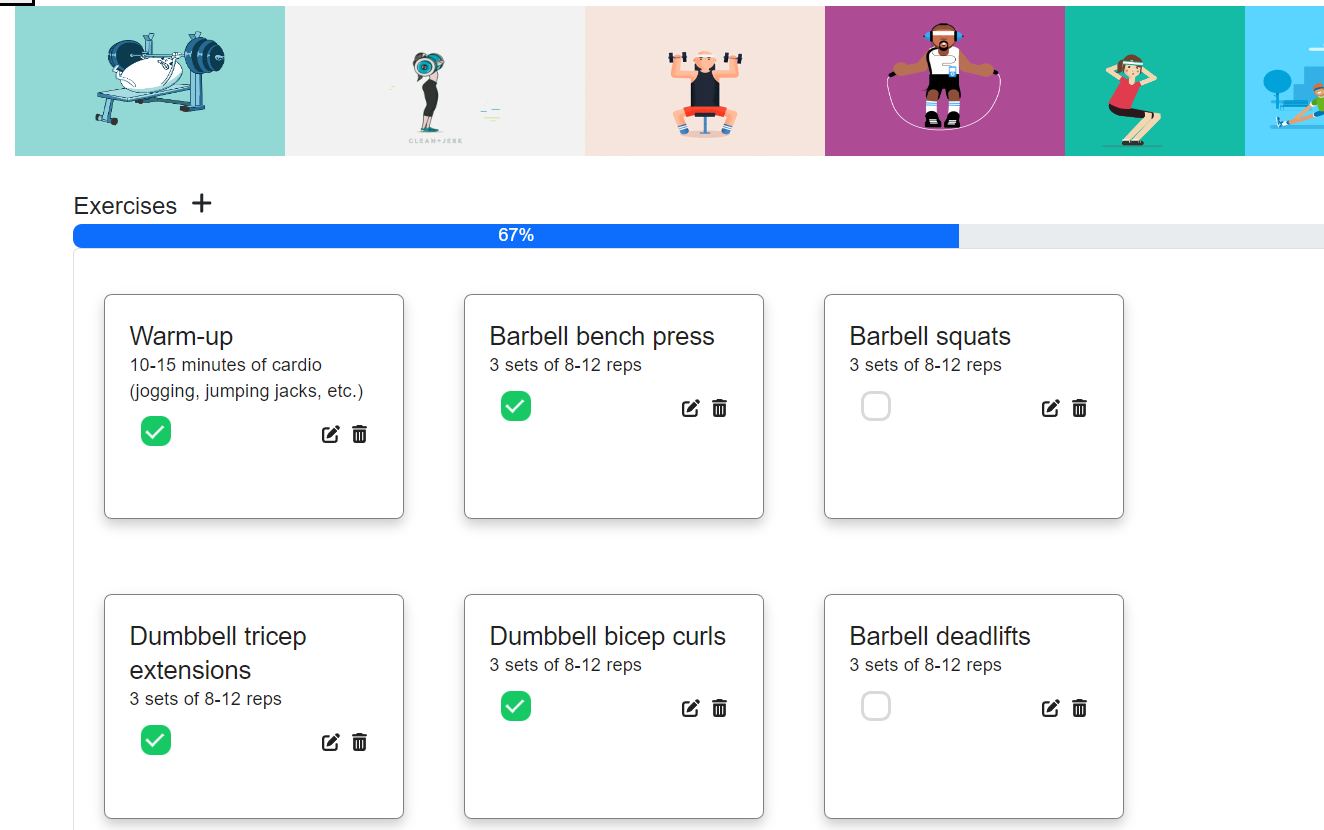 CLEAN+JERK
Exercises +
67%
Warm-up
10-15 minutes of cardio
(jogging, jumping jacks, etc.)
Barbell bench press
3 sets of 8-12 reps
Barbell squats
3 sets of 8-12 reps
Dumbbell tricep
extensions
3 sets of 8-12 reps
Dumbbell bicep curls
3 sets of 8-12 reps
Barbell deadlifts
3 sets of 8-12 reps